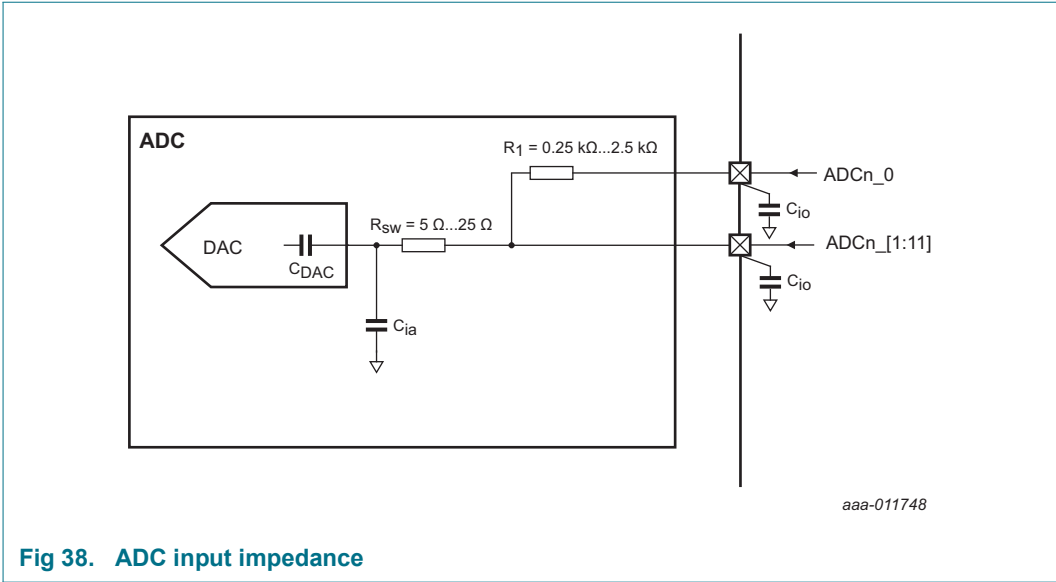 ADC
R1 = 0.25 kΩ...2.5 kΩ
ADCn_0
Cio
Rsw = 5 Ω...25 Ω
DAC
CDAC
ADCn_[1:11]
Cio
Cia
aaa-011748
Fig 38. ADC input impedance